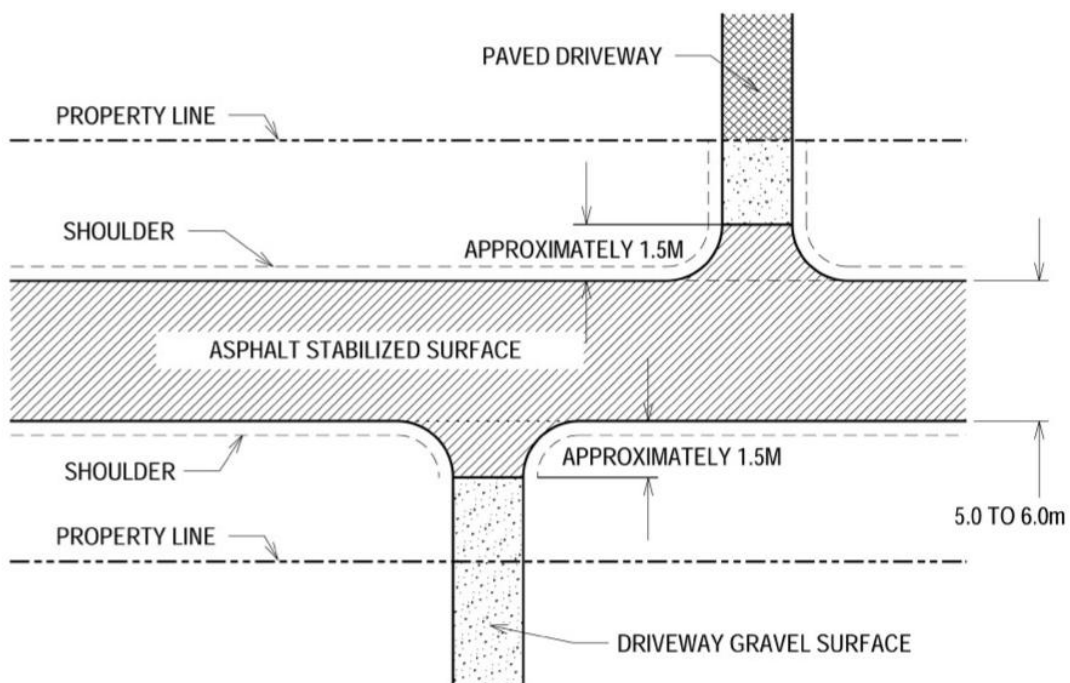 PAVED DRIVEWAY
PROPERTY LINE
SHOULDER
APPROXIMATELY 1.5M
ASPHALT STABILIZED SURFACE
APPROXIMATELY 1.5M
SHOULDER
5.0 TO 6.0m
PROPERTY LINE
DRIVEWAY GRAVEL SURFACE